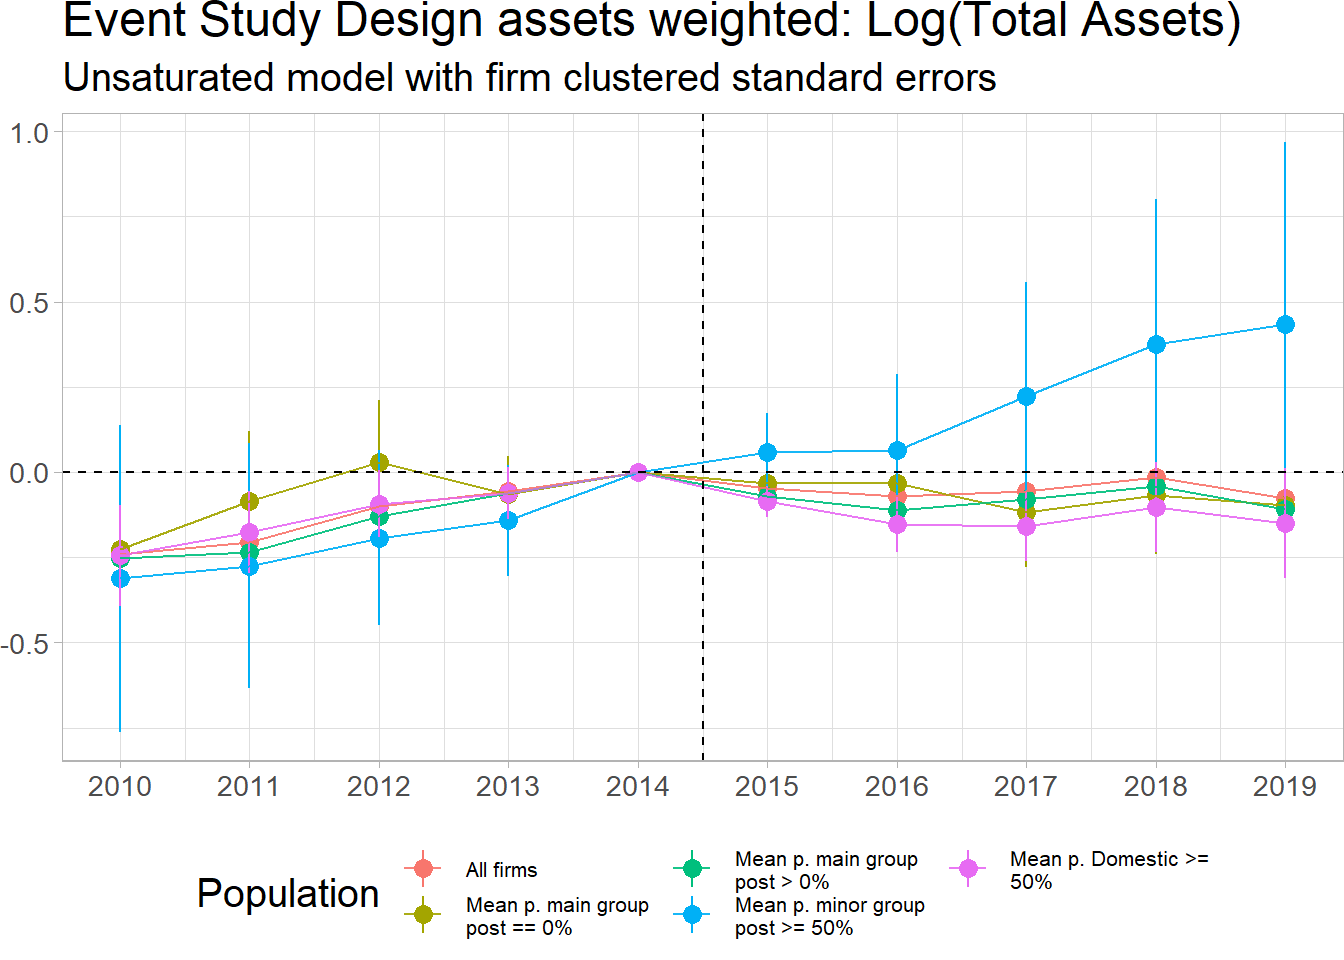 Event Study Design assets weighted: Log(Total Assets)
Unsaturated model with firm clustered standard errors
1.0
0.5
0.0
-0.5
2010 2011 2012 2013 2014 2015 2016 2017 2018 2019
Population
All firms
Mean p. main group
post == 0%
Mean p. main group
post > 0%
Mean p. minor group
post >= 50%
Mean p. Domestic >=
50%